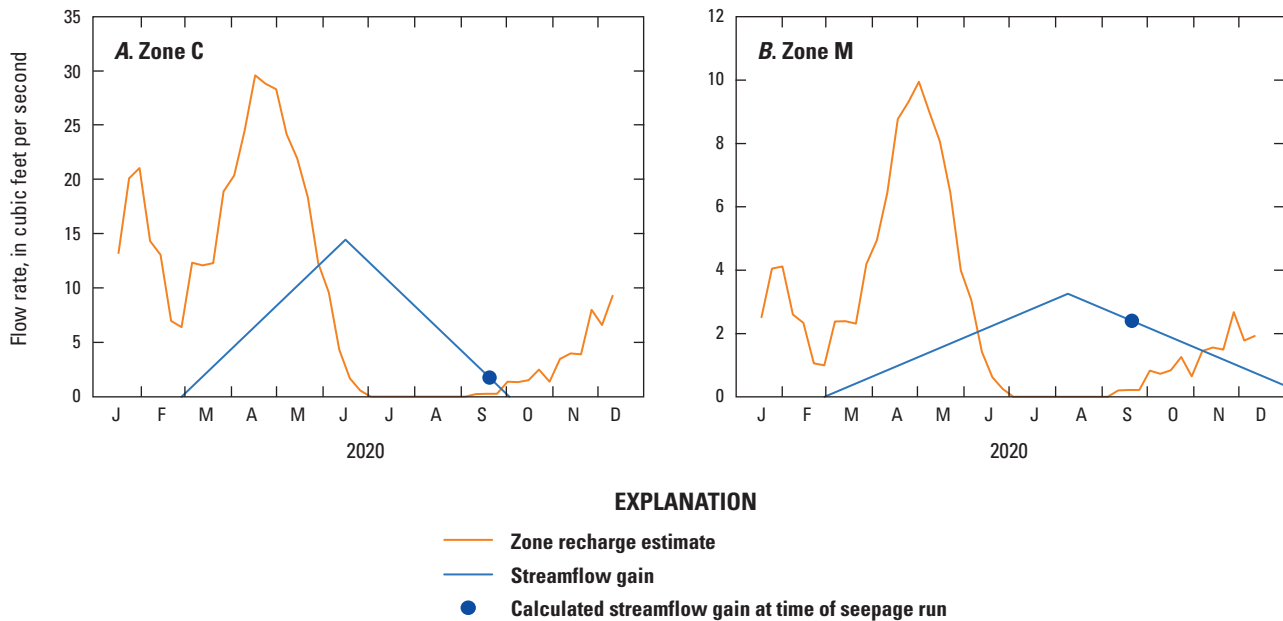 A. Zone C
B. Zone M
Flow rate, in cubic feet per second
35
30
25
20
15
10
5
0
12
10
8
6
4
2
0
J F M A M J J A S O N D
J F M A M J J A S O N D
2020
2020
EXPLANATION
Zone recharge estimate
Streamflow gain
Calculated streamflow gain at time of seepage run